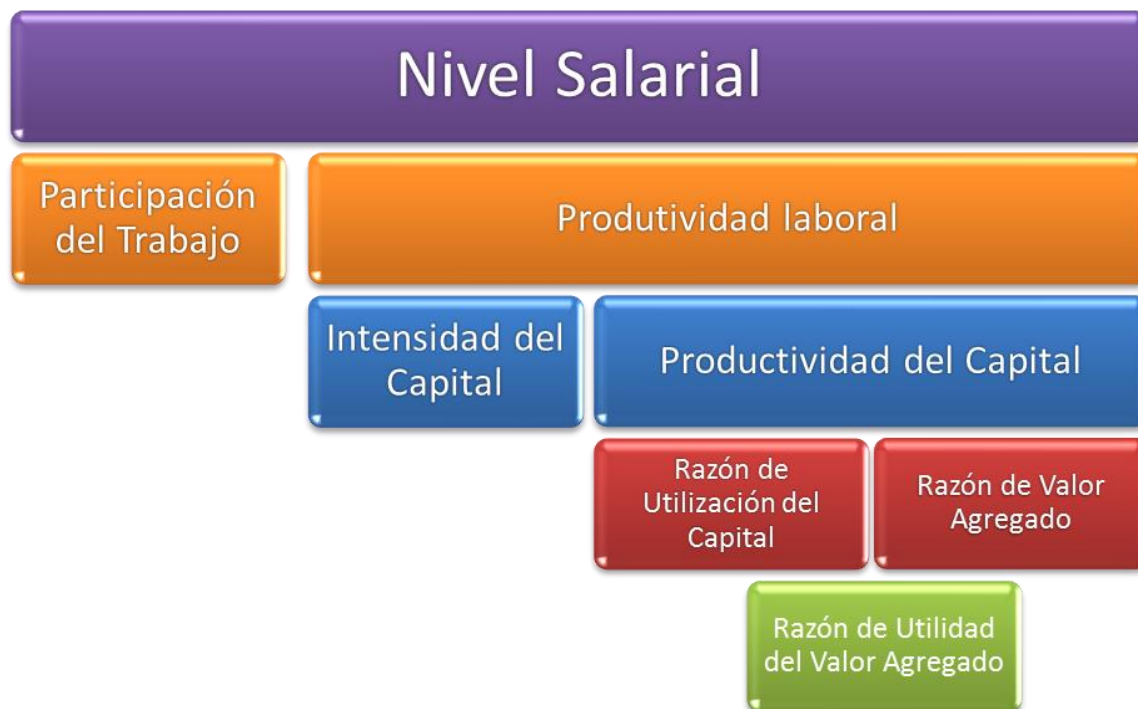 Nivel Salarial
Participación
del Trabajo
Produtividad laboral
Intensidad del
Capital
Productividad del Capital
Razón de
Utilización del
Capital
Razón de Valor
Agregado
Razón de Utilidad
del Valor Agregado